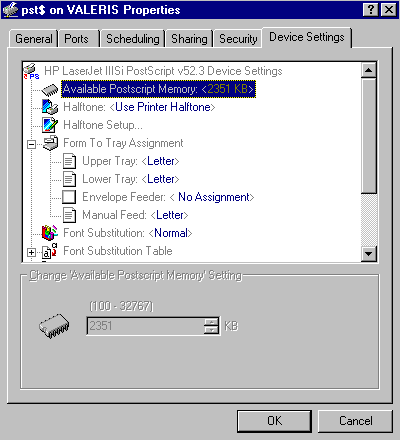 pst$ on VALERIS Properties
General Ports Scheduling Sharing Security Device Settings
HP LaserJet IIISi PostScript v52.3 Device Settings
Available Postscript Memory: <2351 KB>
Halftone: <Use Printer Halftone>
Halftone Setup...
Form To Tray Assignment
Upper Tray: <Letter>
Lower Tray: <Letter>
Envelope Feeder: < No Assignment>
Manual Feed: <Letter>
Font Substitution: <Normal>
Font Substitution Table
Change 'Available Postscript Memory' Setting
(100 - 32767)
2351 KB
OK Cancel